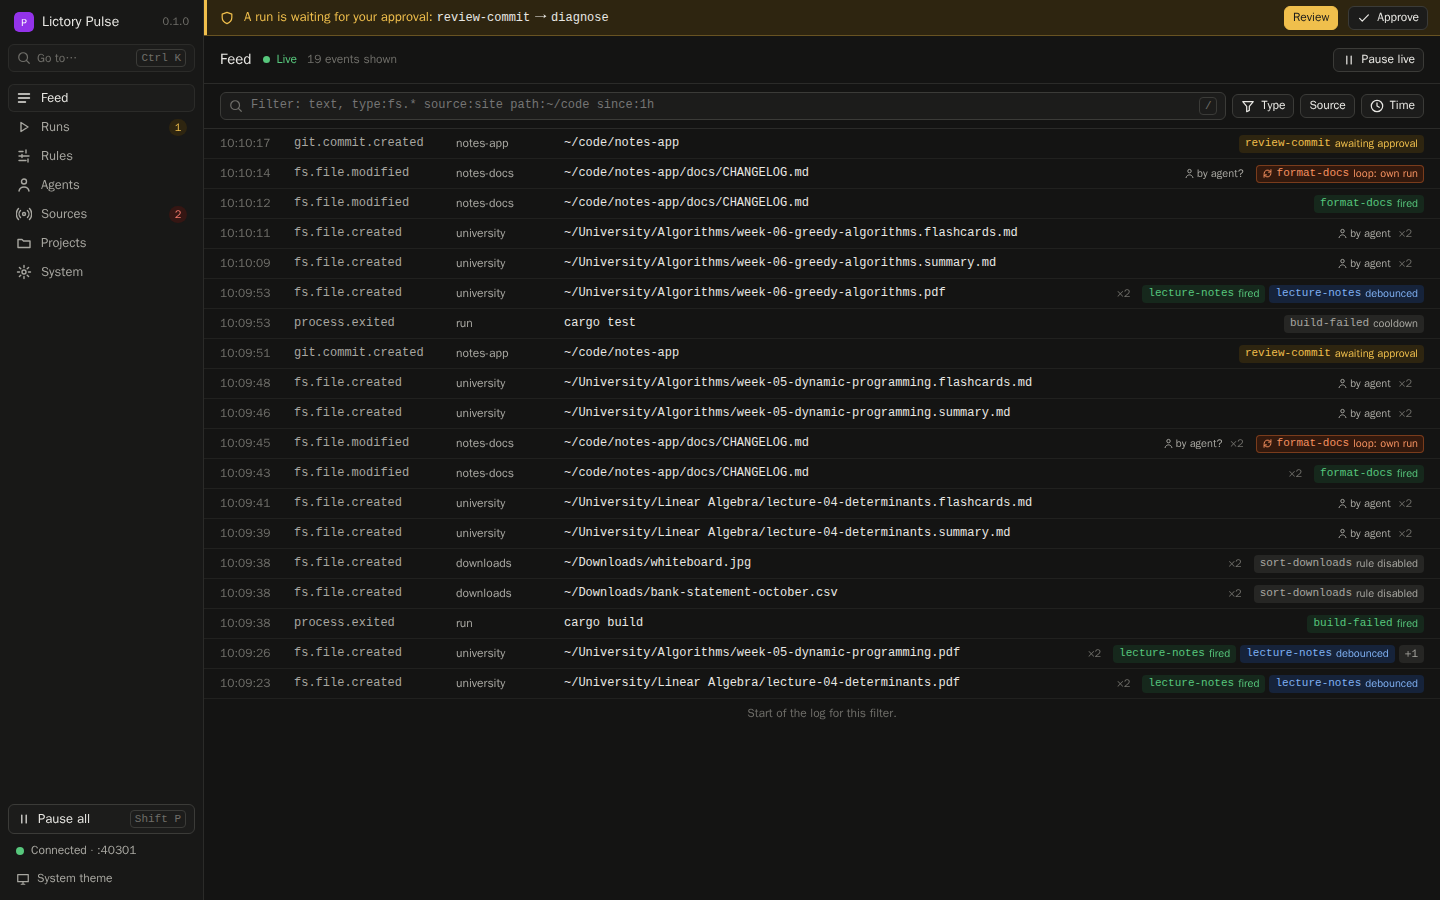 P Lictory Pulse 0.1.0
Go to… Ctrl K
Feed
Runs 1
Rules
Agents
Sources 2
Projects
System
Pause all Shift P
Connected · :40301
System theme
A run is waiting for your approval: review-commit → diagnose Review Approve
Feed Live 19 events shown Pause live
Filter: text, type:fs.* source:site path:~/code since:1h / Type Source Time
10:10:17 git.commit.created notes-app ~/code/notes-app review-commit awaiting approval
10:10:14 fs.file.modified notes-docs ~/code/notes-app/docs/CHANGELOG.md by agent? format-docs loop: own run
10:10:12 fs.file.modified notes-docs ~/code/notes-app/docs/CHANGELOG.md format-docs fired
10:10:11 fs.file.created university ~/University/Algorithms/week-06-greedy-algorithms.flashcards.md by agent ×2
10:10:09 fs.file.created university ~/University/Algorithms/week-06-greedy-algorithms.summary.md by agent ×2
10:09:53 fs.file.created university ~/University/Algorithms/week-06-greedy-algorithms.pdf ×2 lecture-notes fired lecture-notes debounced
10:09:53 process.exited run cargo test build-failed cooldown
10:09:51 git.commit.created notes-app ~/code/notes-app review-commit awaiting approval
10:09:48 fs.file.created university ~/University/Algorithms/week-05-dynamic-programming.flashcards.md by agent ×2
10:09:46 fs.file.created university ~/University/Algorithms/week-05-dynamic-programming.summary.md by agent ×2
10:09:45 fs.file.modified notes-docs ~/code/notes-app/docs/CHANGELOG.md by agent? ×2 format-docs loop: own run
10:09:43 fs.file.modified notes-docs ~/code/notes-app/docs/CHANGELOG.md ×2 format-docs fired
10:09:41 fs.file.created university ~/University/Linear Algebra/lecture-04-determinants.flashcards.md by agent ×2
10:09:39 fs.file.created university ~/University/Linear Algebra/lecture-04-determinants.summary.md by agent ×2
10:09:38 fs.file.created downloads ~/Downloads/whiteboard.jpg ×2 sort-downloads rule disabled
10:09:38 fs.file.created downloads ~/Downloads/bank-statement-october.csv ×2 sort-downloads rule disabled
10:09:38 process.exited run cargo build build-failed fired
10:09:26 fs.file.created university ~/University/Algorithms/week-05-dynamic-programming.pdf ×2 lecture-notes fired lecture-notes debounced +1
10:09:23 fs.file.created university ~/University/Linear Algebra/lecture-04-determinants.pdf ×2 lecture-notes fired lecture-notes debounced
Start of the log for this filter.